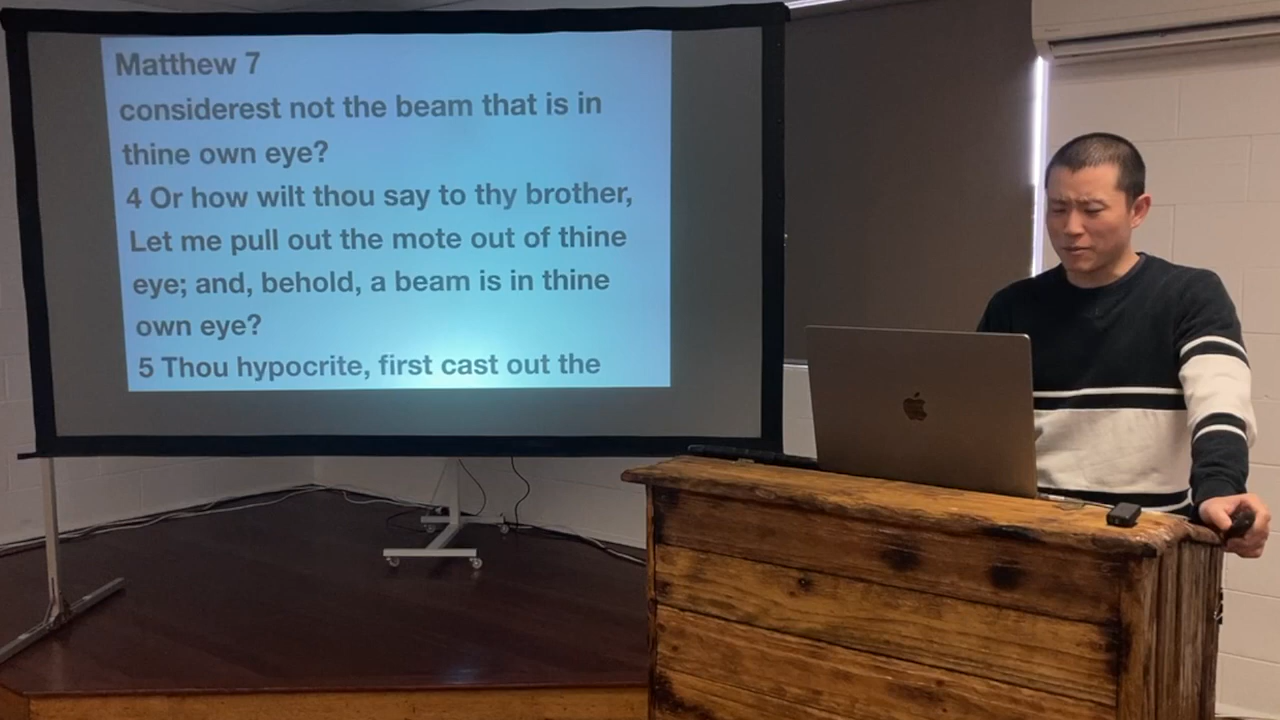 Matthew 7
considerest not the beam that is in
thine own eye?
4 Or how wilt thou say to thy brother,
Let me pull out the mote out of thine
eye; and, behold, a beam is in thine
own eye?
5 Thou hypocrite, first cast out the